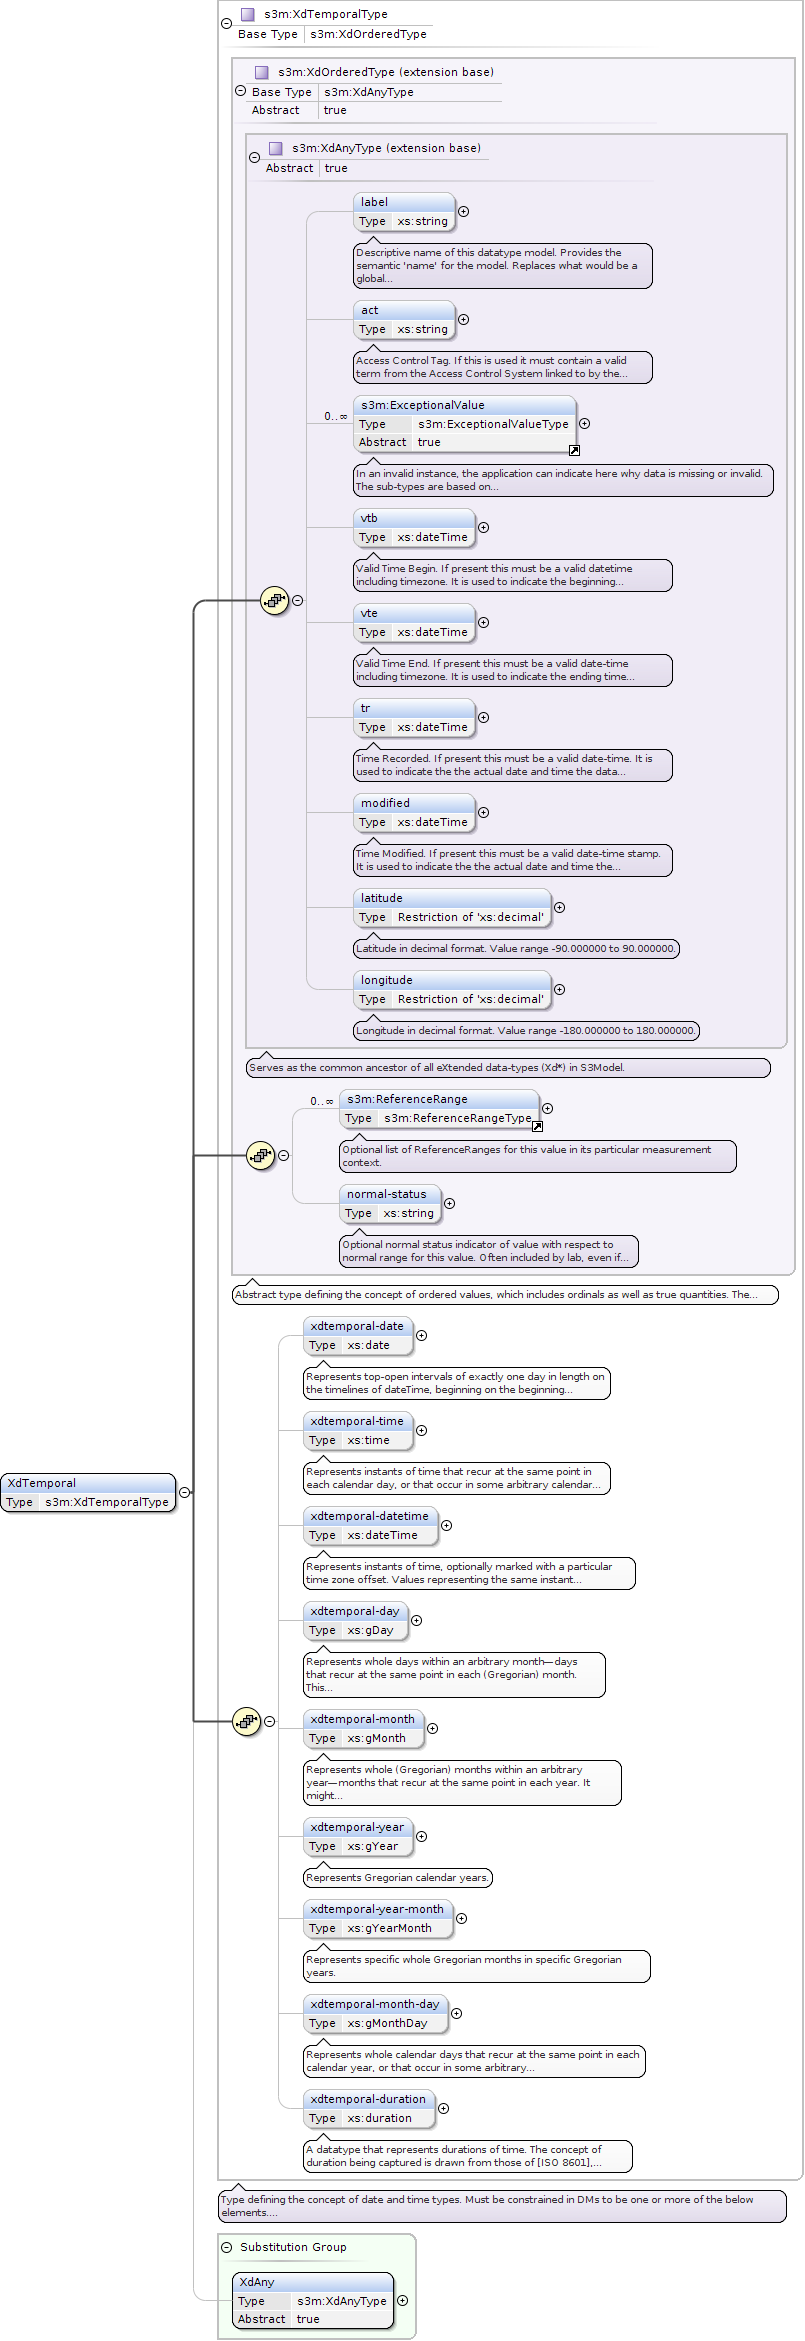 s3m:XdTemporalType
Base Type s3m:XdOrderedType
s3m:XdOrderedType (extension base)
Base Type s3m:XdAnyType
Abstract true
s3m:XdAnyType (extension base)
Abstract true
label
Type xs:string
Descriptive name of this datatype model. Provides the
semantic 'name' for the model. Replaces what would be a
global...
act
Type xs:string
Access Control Tag. If this is used it must contain a valid
term from the Access Control System linked to by the...
0..∞
s3m:ExceptionalValue
Type s3m:ExceptionalValueType
Abstract true
In an invalid instance, the application can indicate here why data is missing or invalid.
The sub-types are based on...
vtb
Type xs:dateTime
Valid Time Begin. If present this must be a valid datetime
including timezone. It is used to indicate the beginning...
vte
Type xs:dateTime
Valid Time End. If present this must be a valid date-time
including timezone. It is used to indicate the ending time...
tr
Type xs:dateTime
Time Recorded. If present this must be a valid date-time. It is
used to indicate the the actual date and time the data...
modified
Type xs:dateTime
Time Modified. If present this must be a valid date-time stamp.
It is used to indicate the the actual date and time the...
latitude
Type Restriction of 'xs:decimal'
Latitude in decimal format. Value range -90.000000 to 90.000000.
longitude
Type Restriction of 'xs:decimal'
Longitude in decimal format. Value range -180.000000 to 180.000000.
Serves as the common ancestor of all eXtended data-types (Xd*) in S3Model.
0..∞
s3m:ReferenceRange
Type s3m:ReferenceRangeType
Optional list of ReferenceRanges for this value in its particular measurement
context.
normal-status
Type xs:string
Optional normal status indicator of value with respect to
normal range for this value. Often included by lab, even if...
Abstract type defining the concept of ordered values, which includes ordinals as well as true quantities. The...
xdtemporal-date
Type xs:date
Represents top-open intervals of exactly one day in length on
the timelines of dateTime, beginning on the beginning...
xdtemporal-time
Type xs:time
Represents instants of time that recur at the same point in
each calendar day, or that occur in some arbitrary calendar...
XdTemporal
Type s3m:XdTemporalType
xdtemporal-datetime
Type xs:dateTime
Represents instants of time, optionally marked with a particular
time zone offset. Values representing the same instant...
xdtemporal-day
Type xs:gDay
Represents whole days within an arbitrary month—days
that recur at the same point in each (Gregorian) month.
This...
xdtemporal-month
Type xs:gMonth
Represents whole (Gregorian) months within an arbitrary
year—months that recur at the same point in each year. It
might...
xdtemporal-year
Type xs:gYear
Represents Gregorian calendar years.
xdtemporal-year-month
Type xs:gYearMonth
Represents specific whole Gregorian months in specific Gregorian
years.
xdtemporal-month-day
Type xs:gMonthDay
Represents whole calendar days that recur at the same point in each
calendar year, or that occur in some arbitrary...
xdtemporal-duration
Type xs:duration
A datatype that represents durations of time. The concept of
duration being captured is drawn from those of [ISO 8601],...
Type defining the concept of date and time types. Must be constrained in DMs to be one or more of the below
elements....
Substitution Group
XdAny
Type s3m:XdAnyType
Abstract true